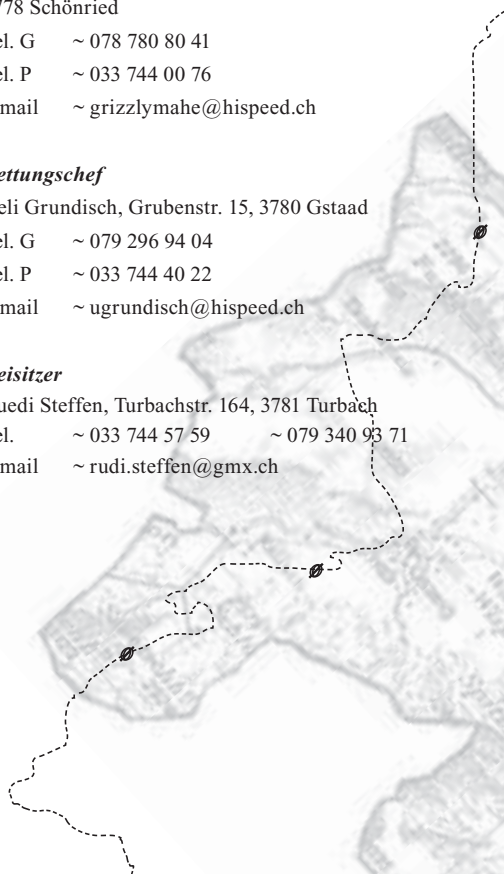 778 Schönried
el. G ~ 078 780 80 41
el. P ~ 033 744 00 76
mail ~ grizzlymahe@hispeed.ch
ettungschef
eli Grundisch, Grubenstr. 15, 3780 Gstaad
el. G ~ 079 296 94 04
el. P ~ 033 744 40 22
mail ~ ugrundisch@hispeed.ch
eisitzer
uedi Steffen, Turbachstr. 164, 3781 Turbach
el. ~ 033 744 57 59 ~ 079 340 93 71
mail ~ rudi.steffen@gmx.ch